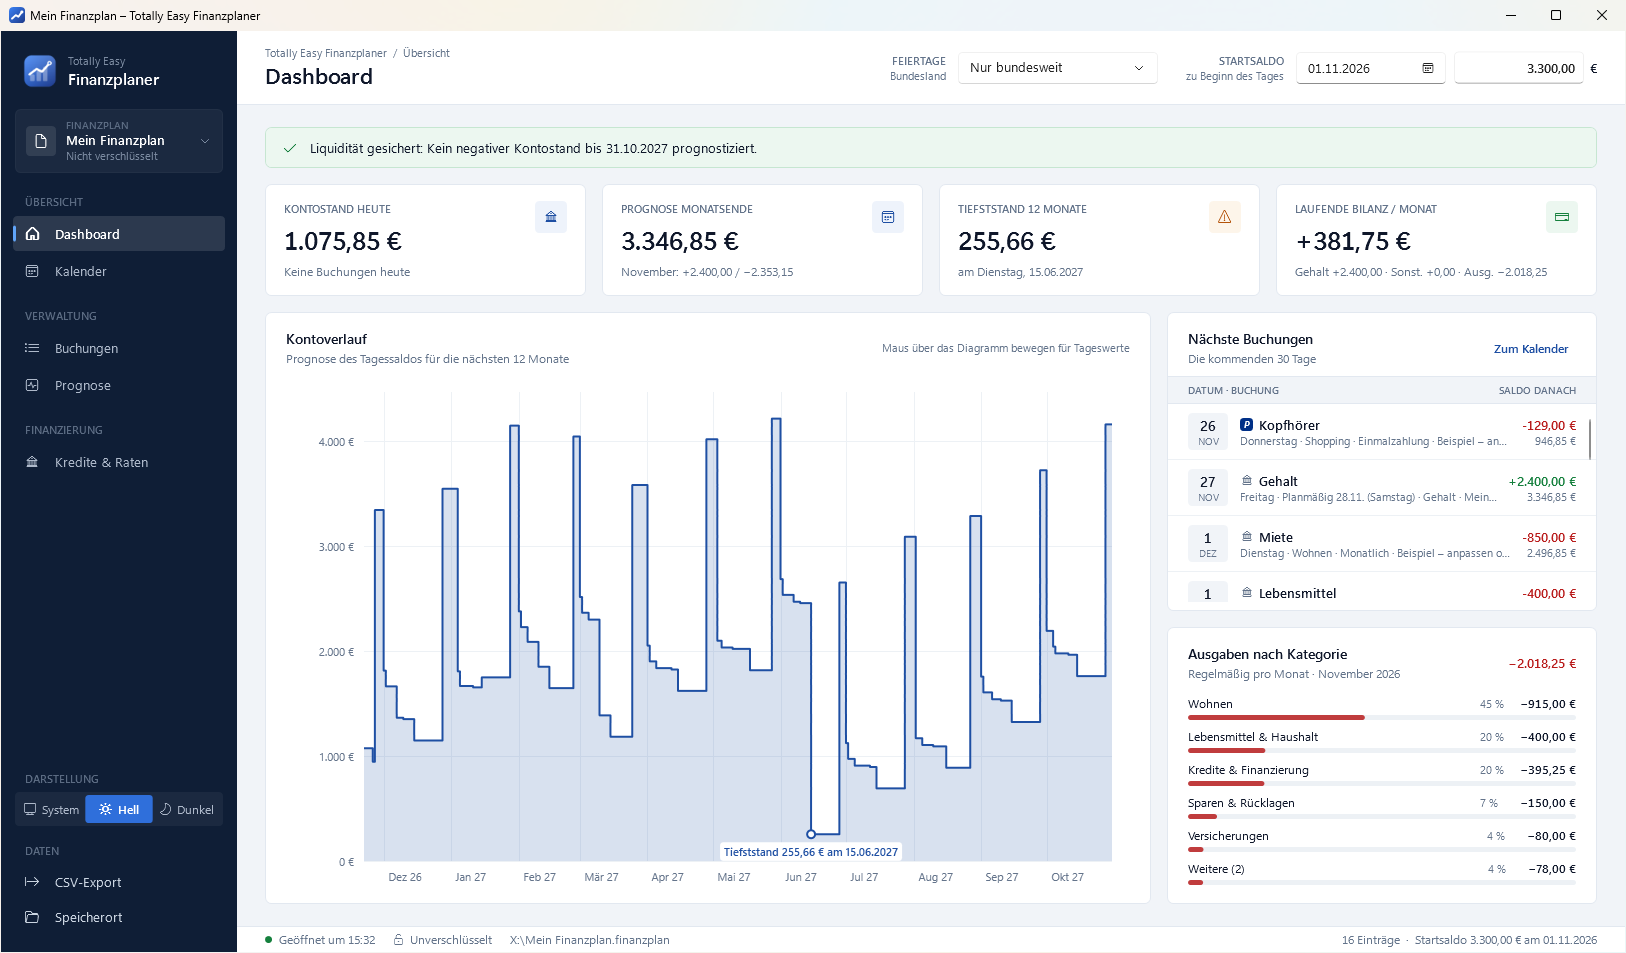 Mein Finanzplan – Totally Easy Finanzplaner
Totally Easy
Finanzplaner
FINANZPLAN
Mein Finanzplan
Nicht verschlüsselt
ÜBERSICHT
Dashboard
Kalender
VERWALTUNG
Buchungen
Prognose
FINANZIERUNG
Kredite & Raten
DARSTELLUNG
System Hell Dunkel
DATEN
CSV-Export
Speicherort
Totally Easy Finanzplaner / Übersicht
Dashboard
FEIERTAGE
Bundesland
Nur bundesweit
STARTSALDO
zu Beginn des Tages
01.11.2026
3.300,00 €
Liquidität gesichert: Kein negativer Kontostand bis 31.10.2027 prognostiziert.
KONTOSTAND HEUTE
1.075,85 €
Keine Buchungen heute
PROGNOSE MONATSENDE
3.346,85 €
November: +2.400,00 / −2.353,15
TIEFSTSTAND 12 MONATE
255,66 €
am Dienstag, 15.06.2027
LAUFENDE BILANZ / MONAT
+381,75 €
Gehalt +2.400,00 · Sonst. +0,00 · Ausg. −2.018,25
Kontoverlauf
Prognose des Tagessaldos für die nächsten 12 Monate
Maus über das Diagramm bewegen für Tageswerte
4.000 €
3.000 €
2.000 €
1.000 €
0 €
Tiefststand 255,66 € am 15.06.2027
Dez 26 Jan 27 Feb 27 Mär 27 Apr 27 Mai 27 Jun 27 Jul 27 Aug 27 Sep 27 Okt 27
Nächste Buchungen
Die kommenden 30 Tage
Zum Kalender
DATUM · BUCHUNG SALDO DANACH
26 P Kopfhörer -129,00 €
NOV Donnerstag · Shopping · Einmalzahlung · Beispiel – an... 946,85 €
27 Gehalt +2.400,00 €
NOV Freitag · Planmäßig 28.11. (Samstag) · Gehalt · Mein... 3.346,85 €
1 Miete -850,00 €
DEZ Dienstag · Wohnen · Monatlich · Beispiel – anpassen o... 2.496,85 €
1 Lebensmittel -400,00 €
Ausgaben nach Kategorie
Regelmäßig pro Monat · November 2026
−2.018,25 €
Wohnen 45 % −915,00 €
Lebensmittel & Haushalt 20 % −400,00 €
Kredite & Finanzierung 20 % −395,25 €
Sparen & Rücklagen 7 % −150,00 €
Versicherungen 4 % −80,00 €
Weitere (2) 4 % −78,00 €
Geöffnet um 15:32 Unverschlüsselt X:\Mein Finanzplan.finanzplan
16 Einträge · Startsaldo 3.300,00 € am 01.11.2026